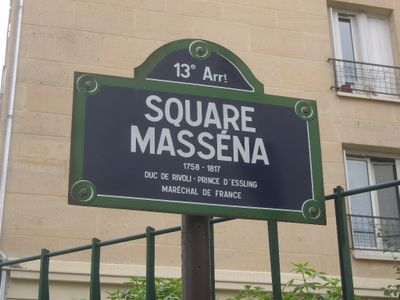 13e Arrt
SQUARE
MASSÉNA
1758 - 1817
DUC DE RIVOLI - PRINCE D'ESSLING
MARÉCHAL DE FRANCE